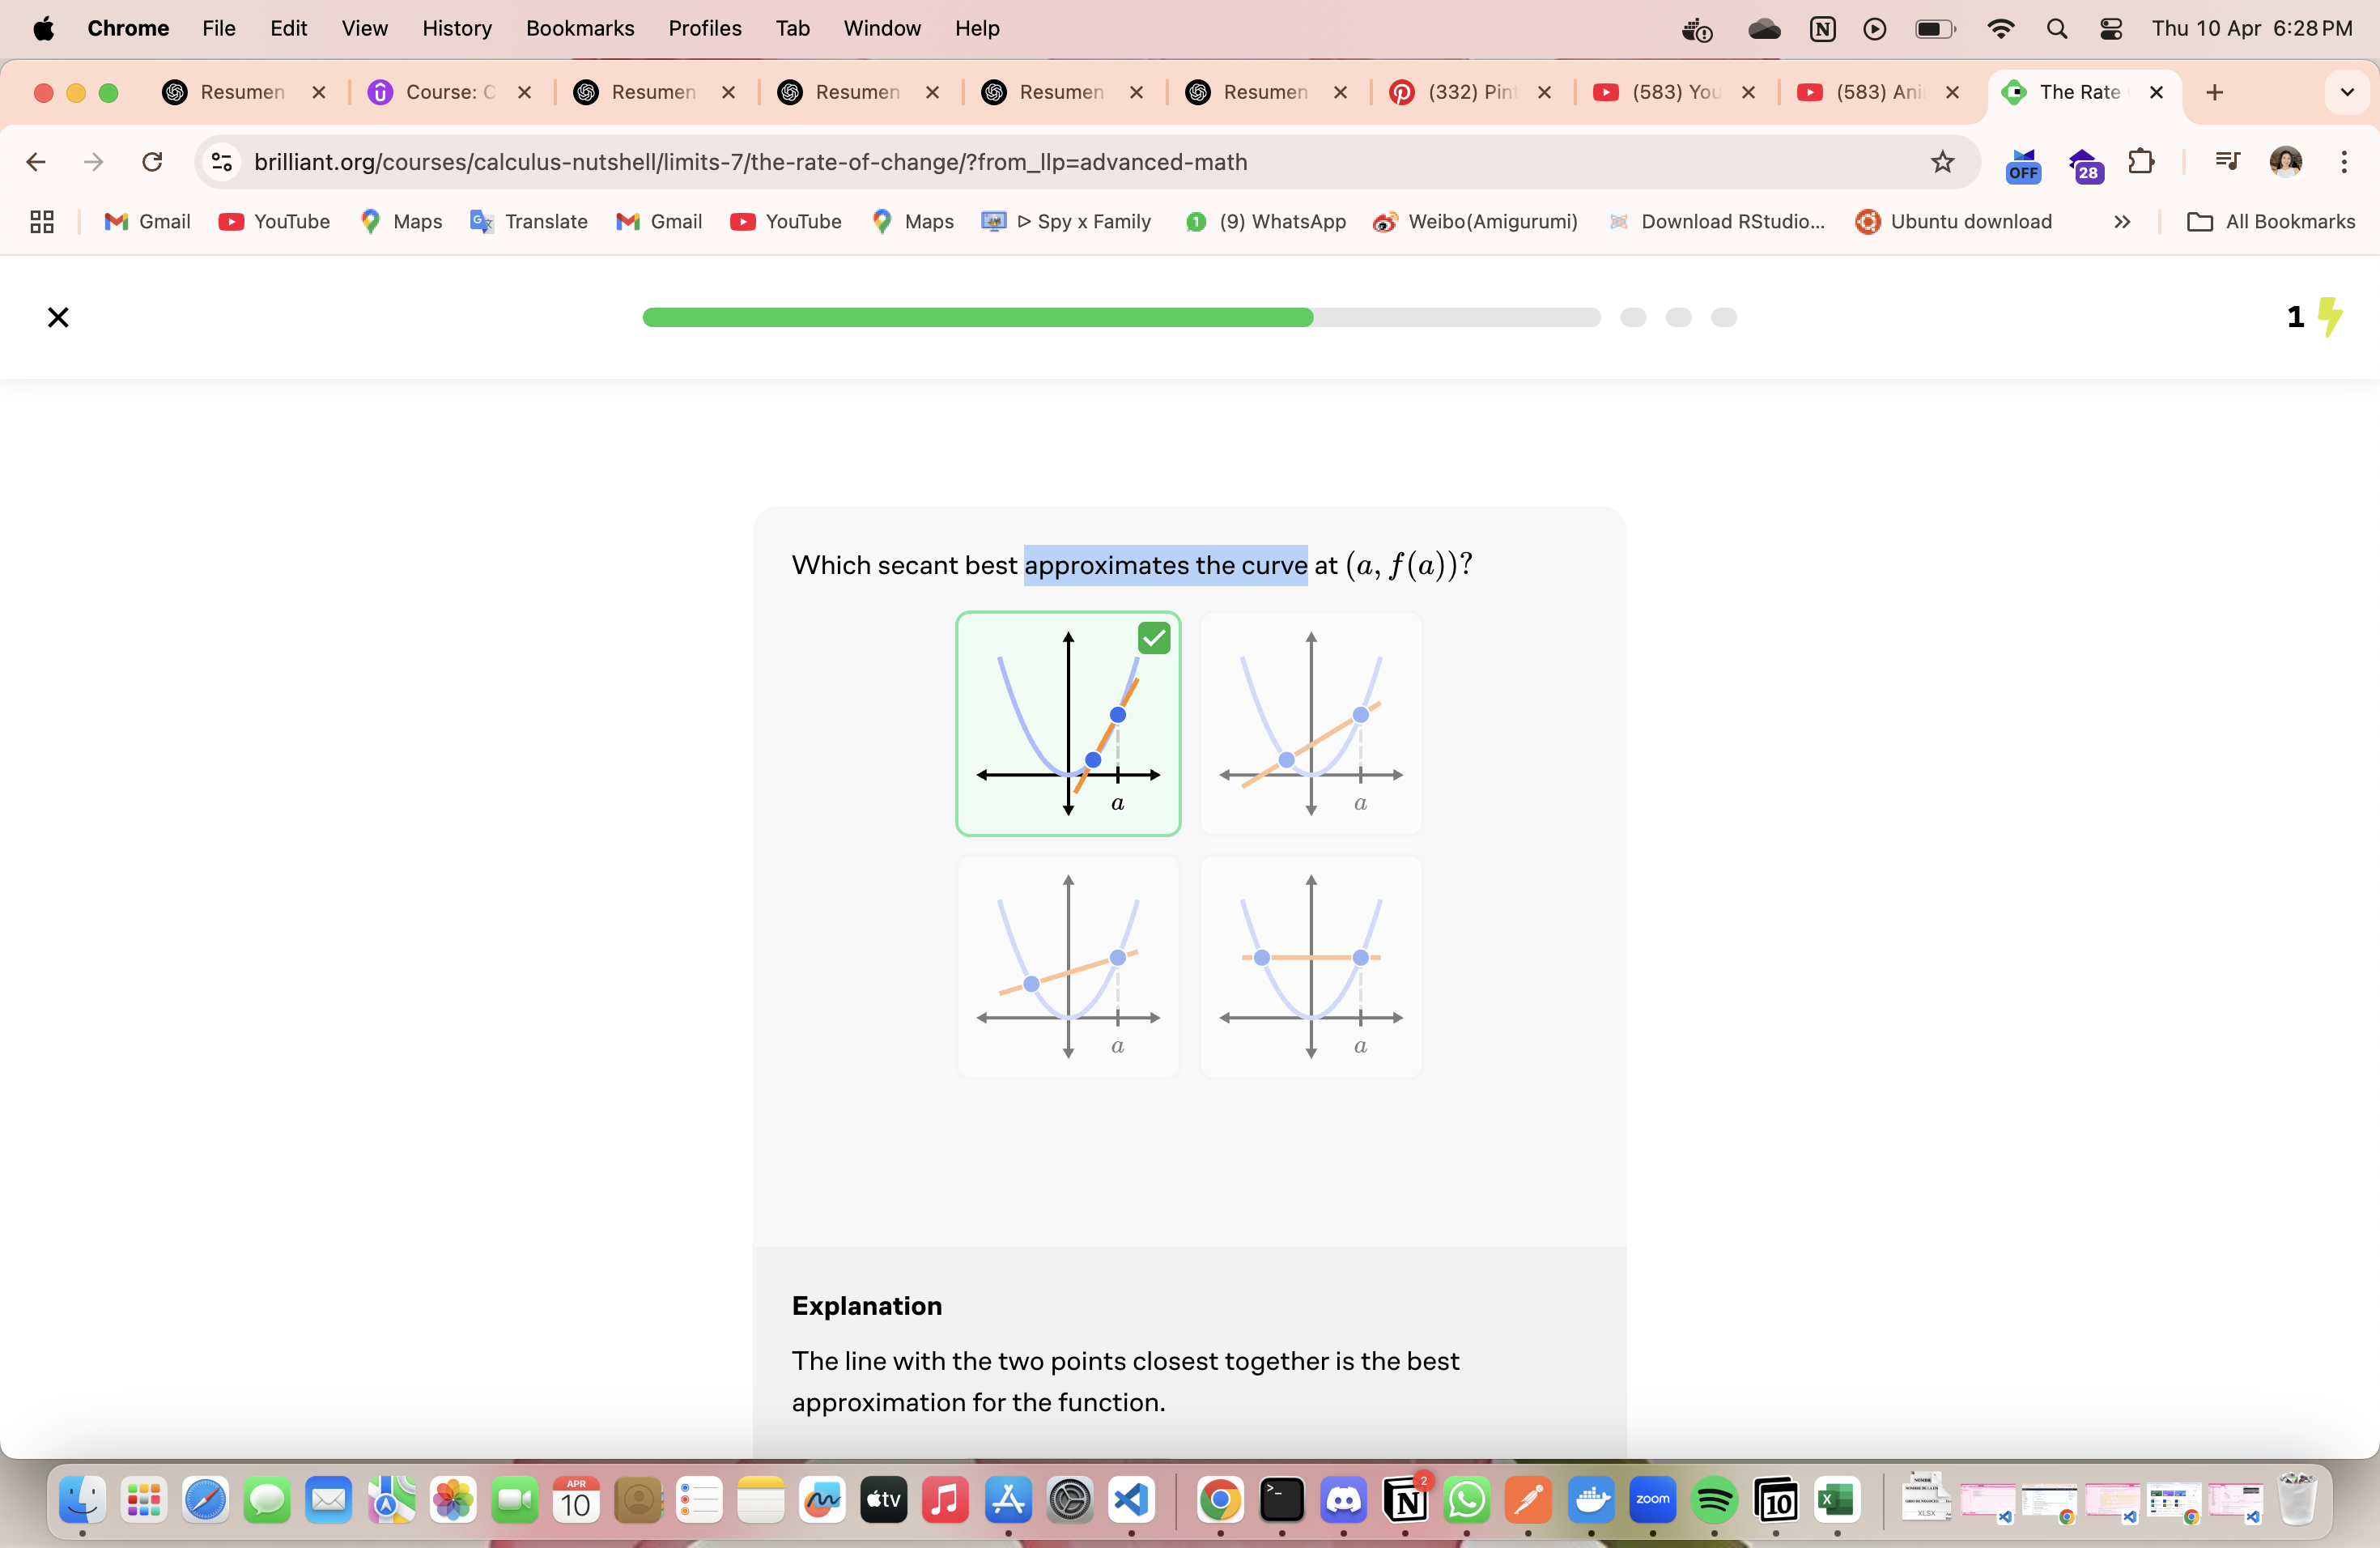 Chrome File Edit View History Bookmarks Profiles Tab Window Help Thu 10 Apr 6:28 PM
Resumen Course: C Resumen Resumen Resumen Resumen (332) Pint (583) You (583) Ani The Rate
brilliant.org/courses/calculus-nutshell/limits-7/the-rate-of-change/?from_llp=advanced-math OFF 28
Gmail YouTube Maps Translate Gmail YouTube Maps ▷ Spy x Family (9) WhatsApp Weibo(Amigurumi) Download RStudio... Ubuntu download All Bookmarks
1
Which secant best approximates the curve at (a, f(a))?
a
a
a
a
Explanation
The line with the two points closest together is the best
approximation for the function.
APR
10 tv N 2 zoom 10 X XLSX